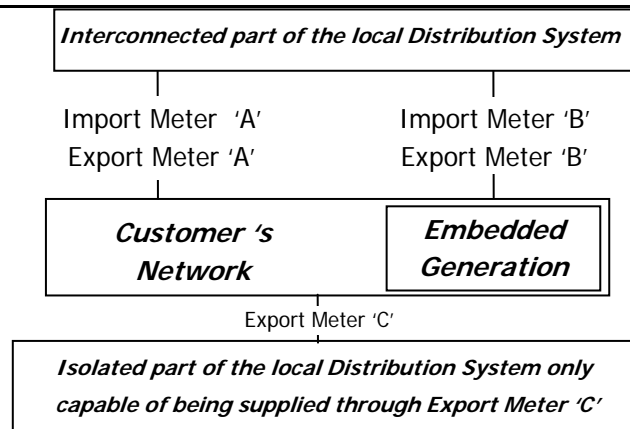 Interconnected part of the local Distribution System
Import Meter 'A' Import Meter 'B'
Export Meter 'A' Export Meter 'B'
Customer 's Embedded
Network Generation
Export Meter 'C'
Isolated part of the local Distribution System only
capable of being supplied through Export Meter 'C'